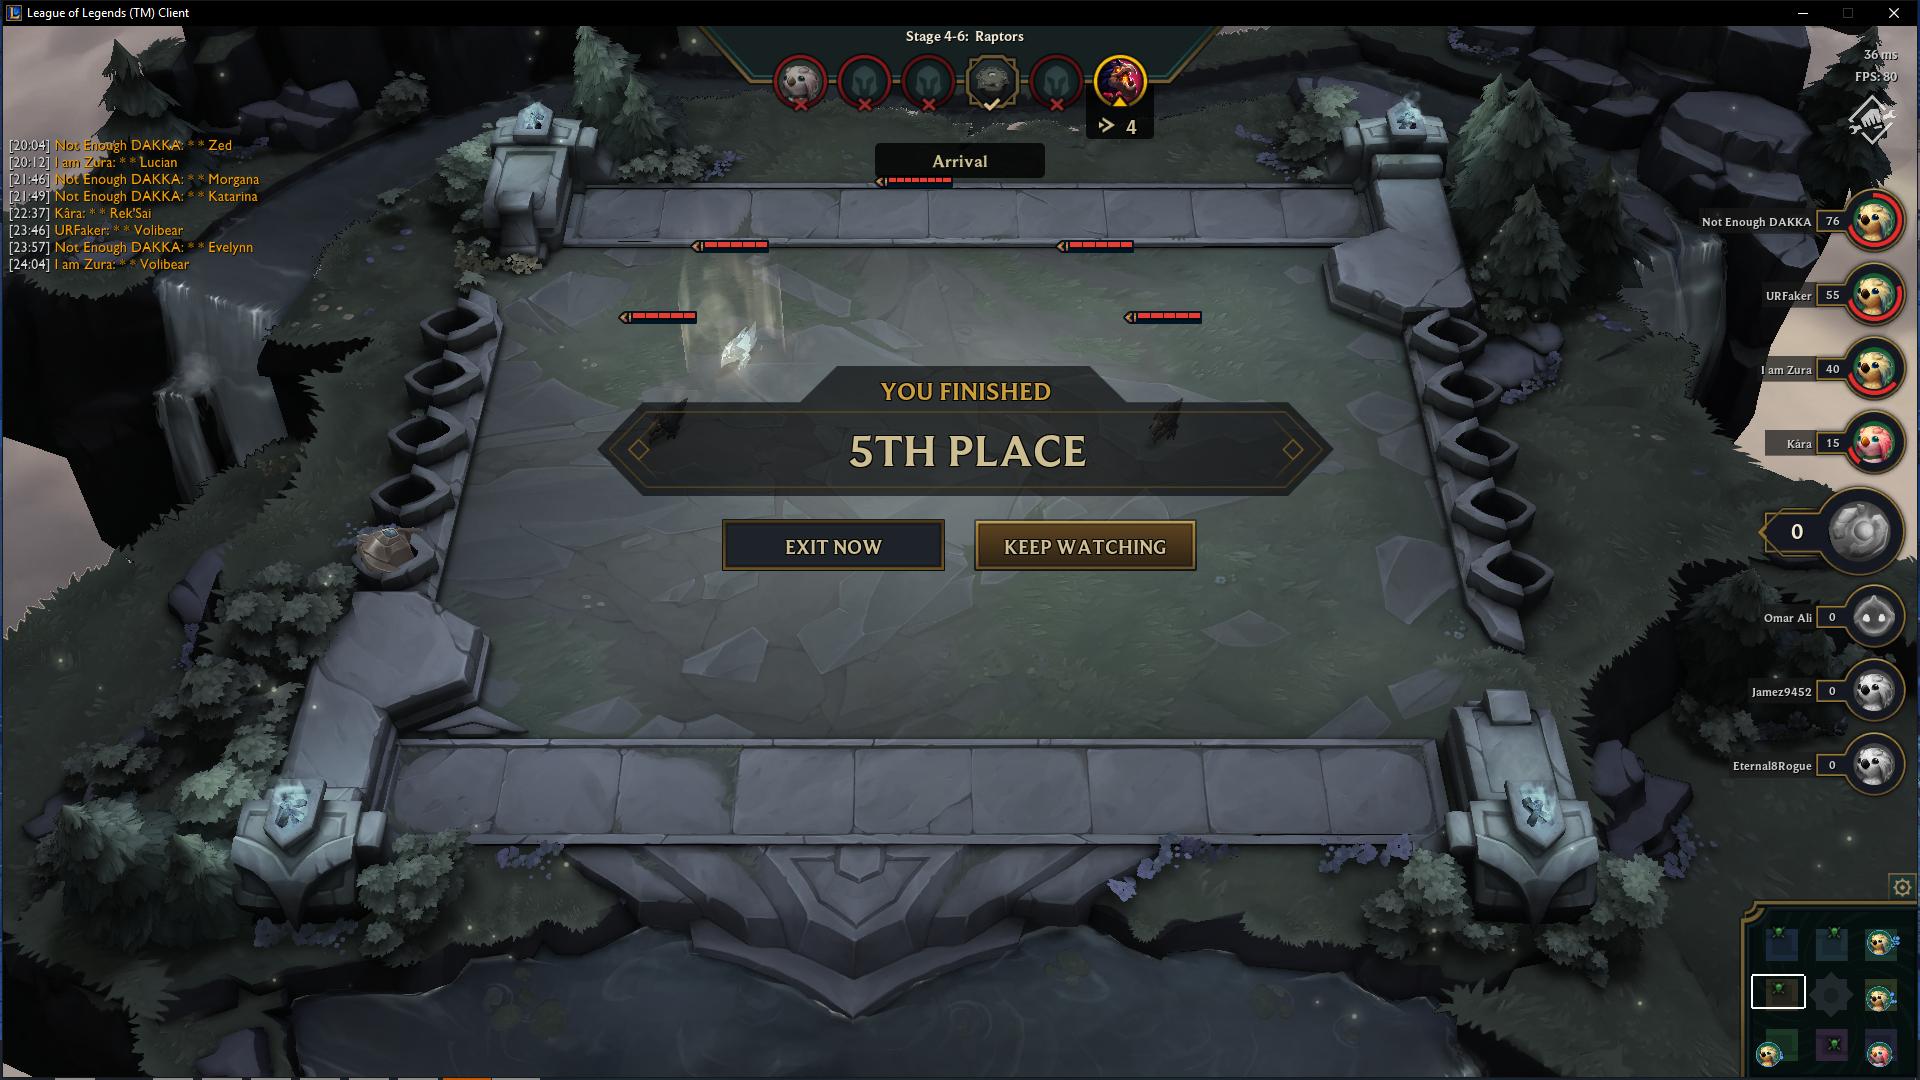 League of Legends (TM) Client
Stage 4-6: Raptors
36 ms
FPS: 80
> 4
Arrival
[20:04] Not Enough DAKKA: * * Zed
[20:12] I am Zura: * * Lucian
[21:46] Not Enough DAKKA: * * Morgana
[21:49] Not Enough DAKKA: * * Katarina
[22:37] Kâra: * * Rek'Sai
[23:46] URFaker: * * Volibear
[23:57] Not Enough DAKKA: * * Evelynn
[24:04] I am Zura: * * Volibear
Not Enough DAKKA 76
URFaker 55
I am Zura 40
Kâra 15
0
Omar Ali 0
Jamez9452 0
Eternal8Rogue 0
YOU FINISHED
5TH PLACE
EXIT NOW
KEEP WATCHING